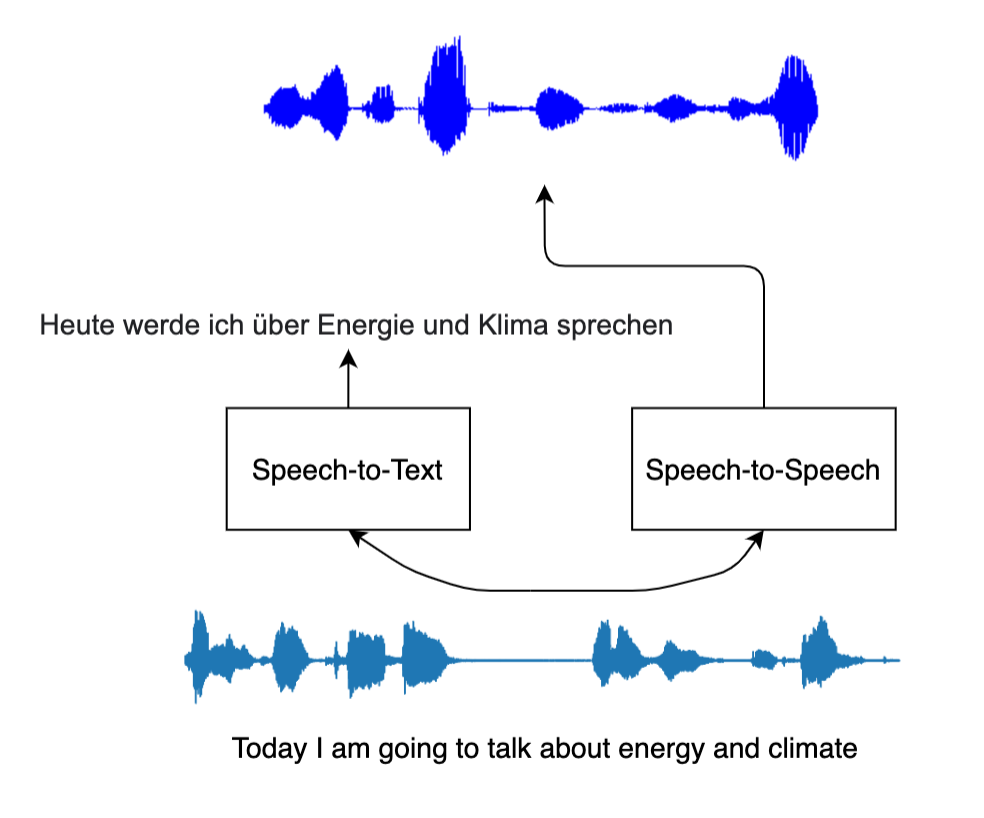 Heute werde ich über Energie und Klima sprechen
Speech-to-Text
Speech-to-Speech
Today I am going to talk about energy and climate